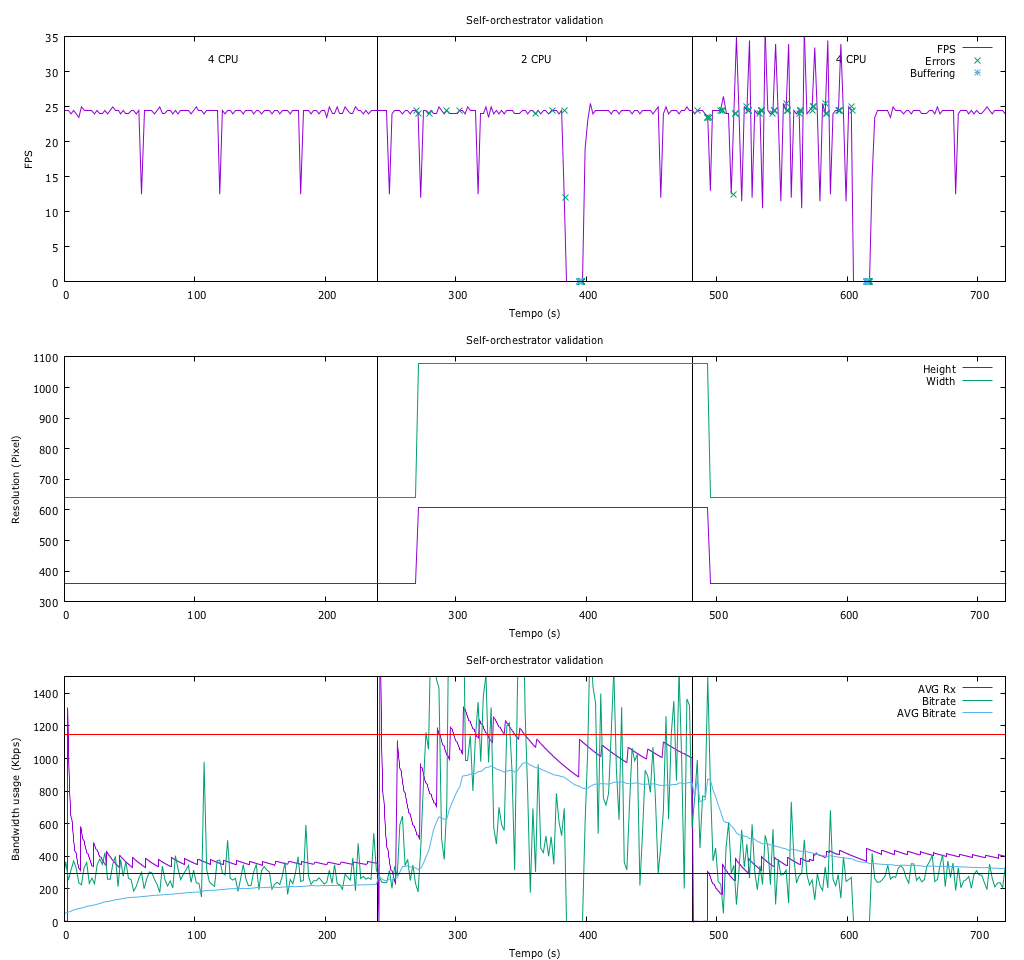 Self-orchestrator validation
4 CPU
2 CPU
4 CPU
FPS
Errors
Buffering
35
30
25
20
15
10
5
0
FPS
0 100 200 300 400 500 600 700
Tempo (s)
Self-orchestrator validation
Height
Width
1100
1000
900
800
700
600
500
400
300
Resolution (Pixel)
0 100 200 300 400 500 600 700
Tempo (s)
Self-orchestrator validation
AVG Rx
Bitrate
AVG Bitrate
1400
1200
1000
800
600
400
200
0
Bandwidth usage (Kbps)
0 100 200 300 400 500 600 700
Tempo (s)